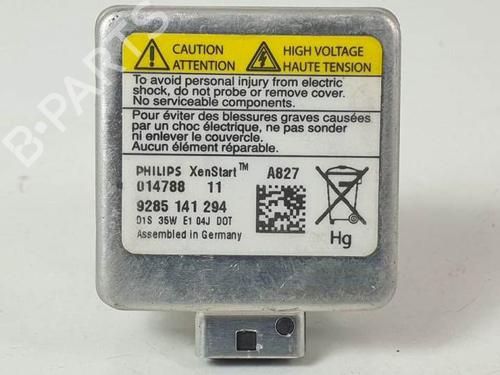 CAUTION
ATTENTION
HIGH VOLTAGE
HAUTE TENSION
To avoid personal injury from electric
shock, do not probe or remove cover.
No serviceable components.
Pour éviter des blessures graves causées
par un choc électrique, ne pas sonder
ni enlever le couvercle.
Aucun élément réparable.
PHILIPS XenStart™ A827
014788 11
9285 141 294
D1S 35W E1 04J DOT
Assembled in Germany
Hg
B-PARTS